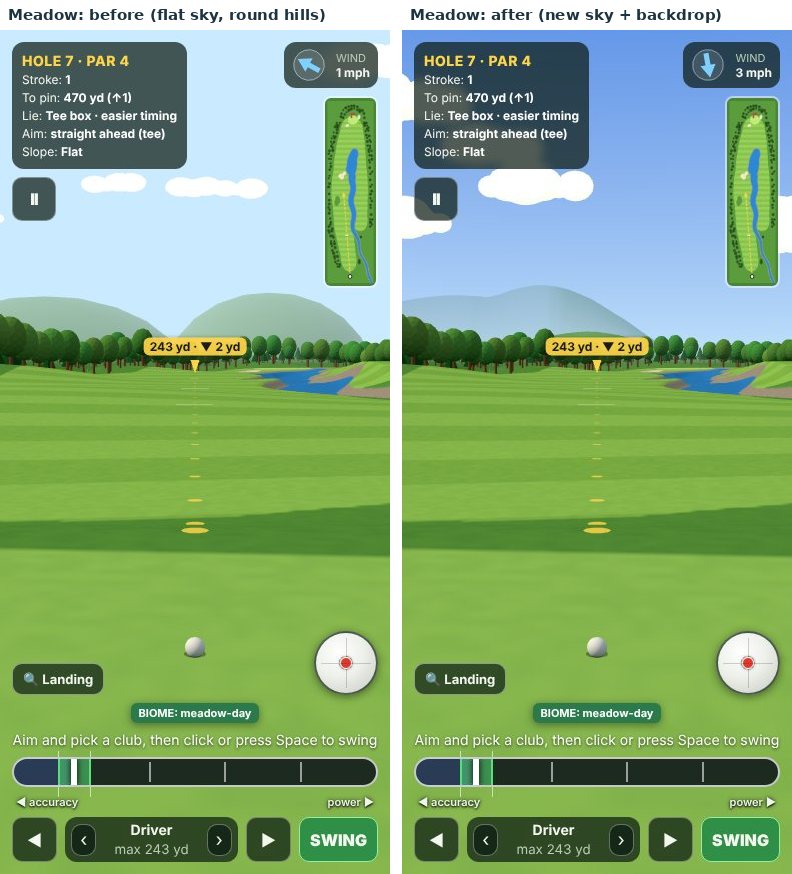 Meadow: before (flat sky, round hills)
HOLE 7 · PAR 4
Stroke: 1
To pin: 470 yd (↑1)
Lie: Tee box · easier timing
Aim: straight ahead (tee)
Slope: Flat
WIND
1 mph
243 yd · ▼ 2 yd
Landing
BIOME: meadow-day
Aim and pick a club, then click or press Space to swing
◀ accuracy
power ▶
Driver
max 243 yd
SWING
Meadow: after (new sky + backdrop)
HOLE 7 · PAR 4
Stroke: 1
To pin: 470 yd (↑1)
Lie: Tee box · easier timing
Aim: straight ahead (tee)
Slope: Flat
WIND
3 mph
243 yd · ▼ 2 yd
Landing
BIOME: meadow-day
Aim and pick a club, then click or press Space to swing
◀ accuracy
power ▶
Driver
max 243 yd
SWING